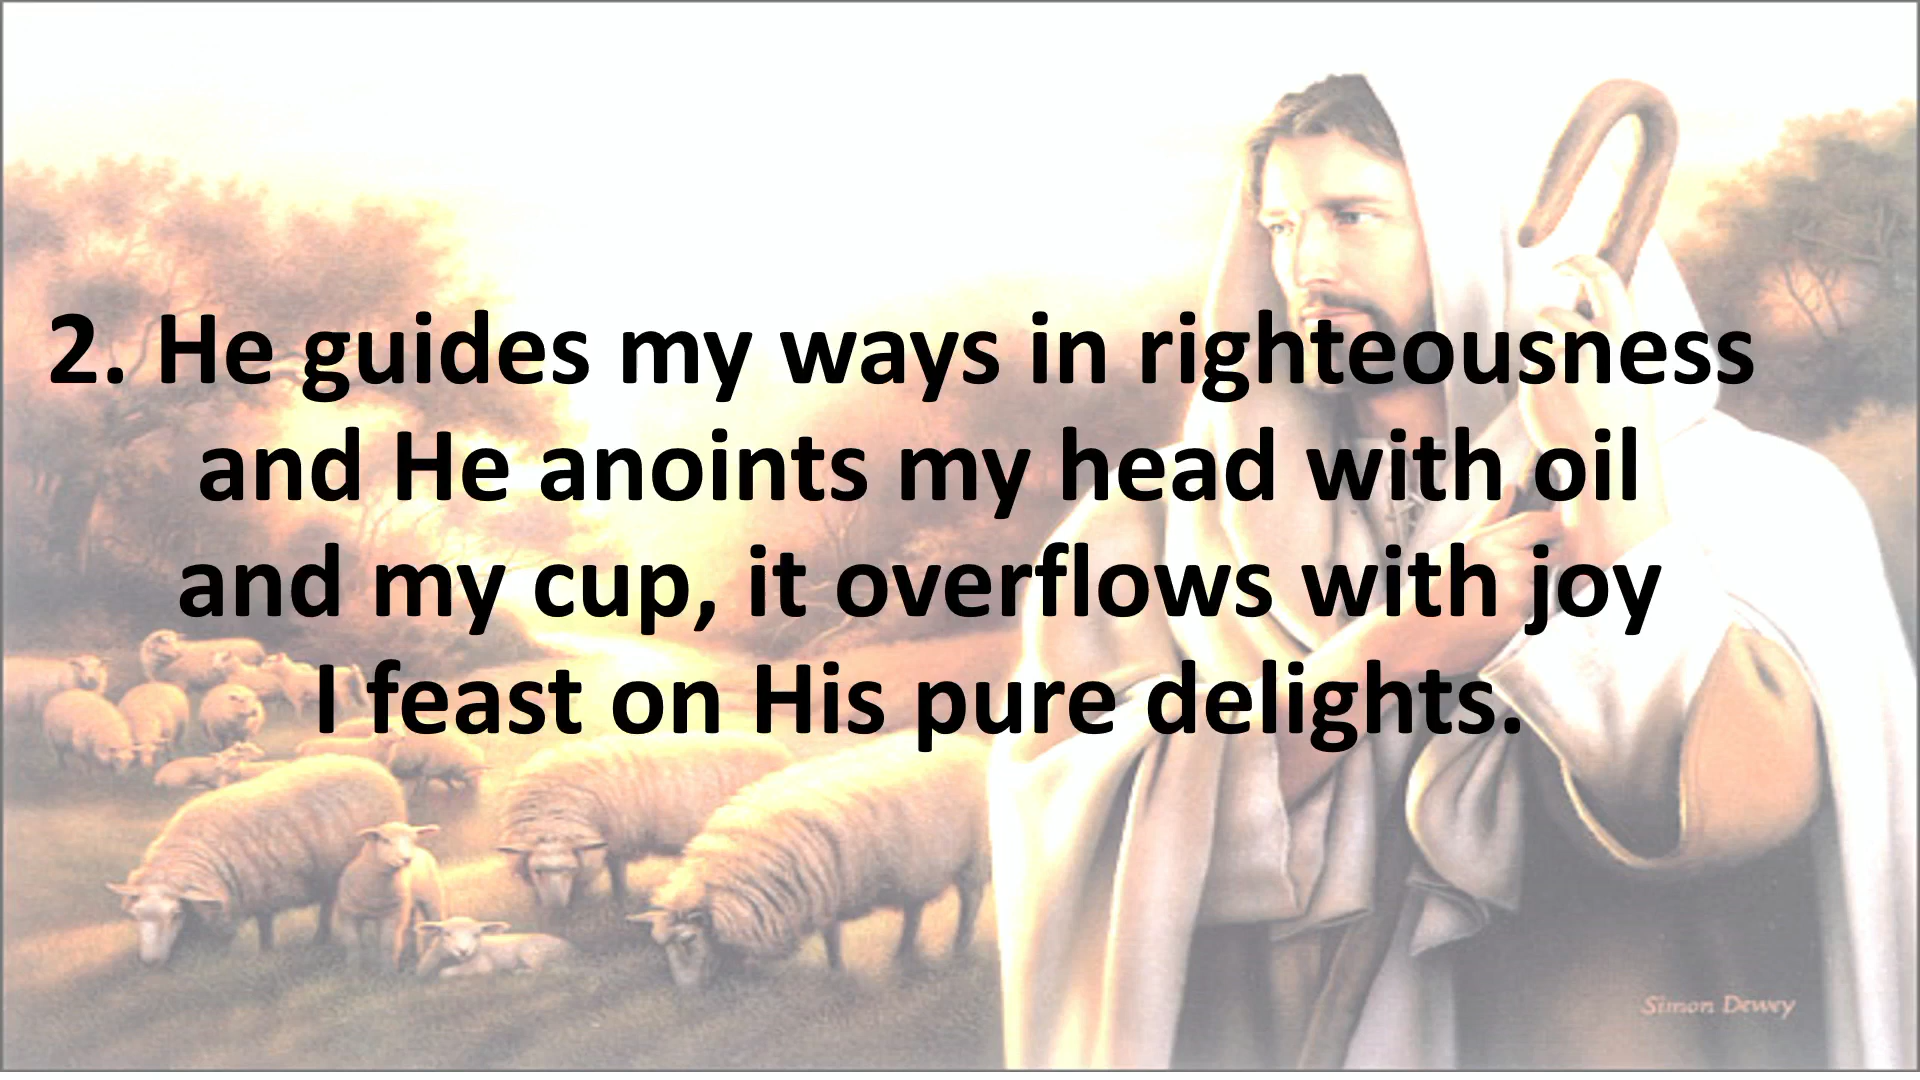 2. He guides my ways in righteousness
and He anoints my head with oil
and my cup, it overflows with joy
I feast on His pure delights.
Simon Dewey